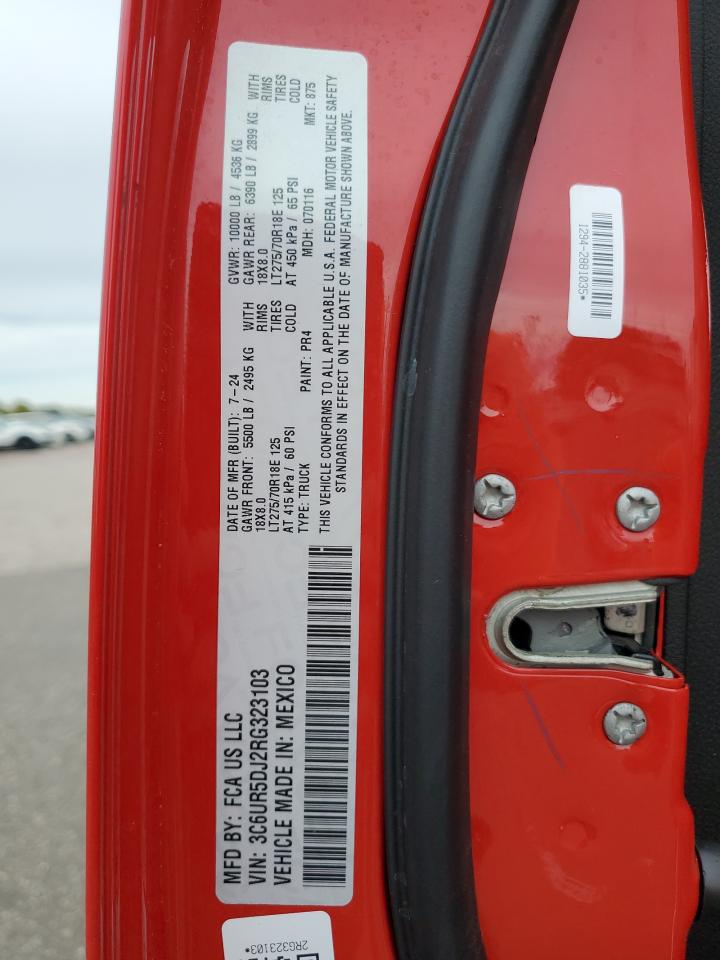 MFD BY: FCA US LLC
VIN: 3C6UR5DJ2RG323103
VEHICLE MADE IN: MEXICO
DATE OF MFR (BUILT): 7-24
GAWR FRONT: 5500 LB / 2495 KG
18X8.0 RIMS
LT275/70R18E 125 TIRES
AT 415 kPa / 60 PSI COLD
TYPE: TRUCK PAINT: PR4
GVWR: 10000 LB / 4536 KG
GAWR REAR: 6390 LB / 2899 KG WITH
18X8.0 RIMS
LT275/70R18E 125 TIRES
AT 450 kPa / 65 PSI COLD
MDH: 070116 MKT: 875
THIS VEHICLE CONFORMS TO ALL APPLICABLE U.S.A. FEDERAL MOTOR VEHICLE SAFETY
STANDARDS IN EFFECT ON THE DATE OF MANUFACTURE SHOWN ABOVE.
1294-2881035*
2RG323103*